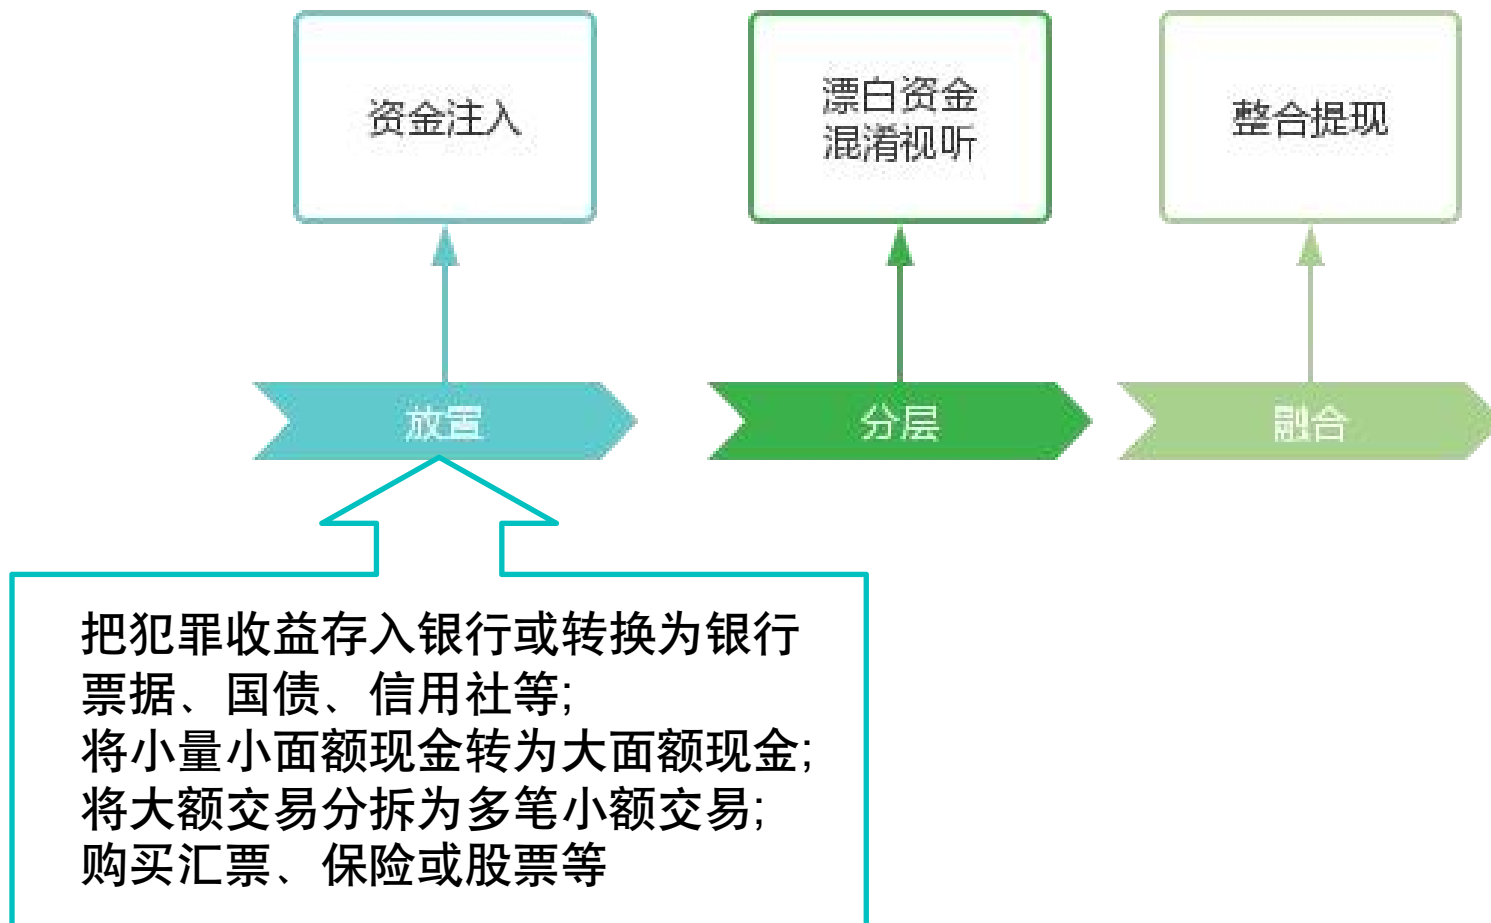 资金注入
漂白资金
混淆视听
整合提现
放置
分层
融合
把犯罪收益存入银行或转换为银行
票据、国债、信用社等;
将小量小面额现金转为大面额现金;
将大额交易分拆为多笔小额交易;
购买汇票、保险或股票等